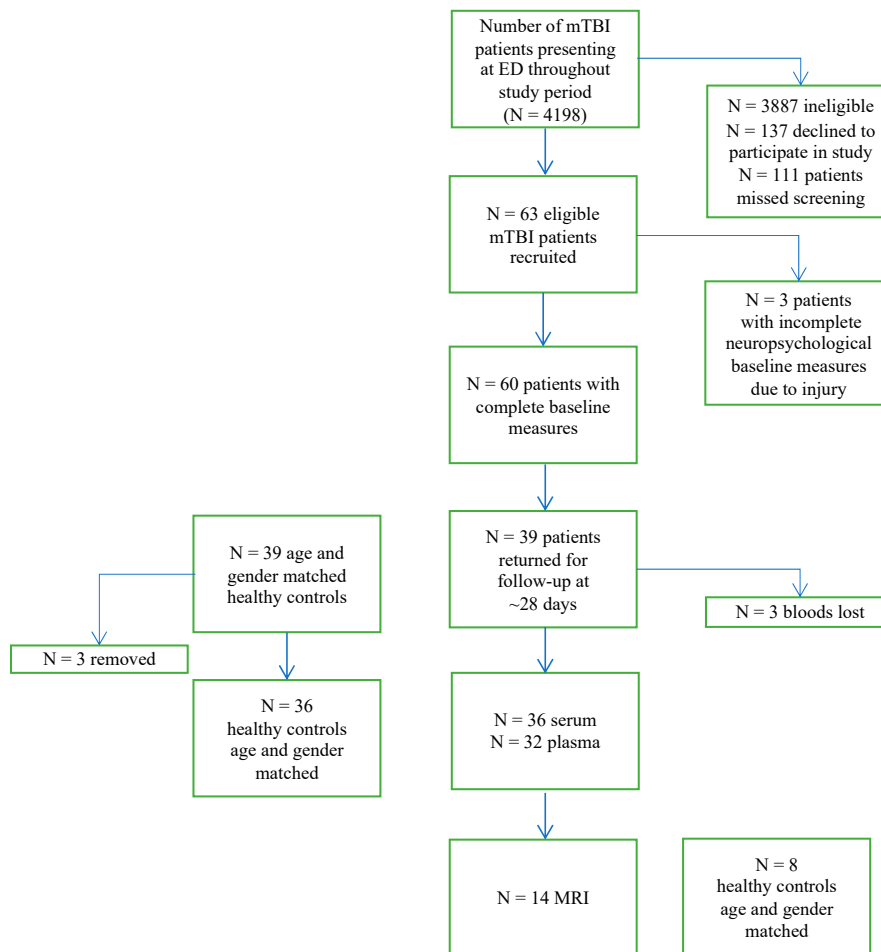 Number of mTBI
patients presenting
at ED throughout
study period
(N = 4198)
N = 3887 ineligible
N = 137 declined to
participate in study
N = 111 patients
missed screening
N = 63 eligible
mTBI patients
recruited
N = 3 patients
with incomplete
neuropsychological
baseline measures
due to injury
N = 60 patients with
complete baseline
measures
N = 39 age and
gender matched
healthy controls
N = 39 patients
returned for
follow-up at
~28 days
N = 3 bloods lost
N = 3 removed
N = 36
healthy controls
age and gender
matched
N = 36 serum
N = 32 plasma
N = 14 MRI
N = 8
healthy controls
age and gender
matched